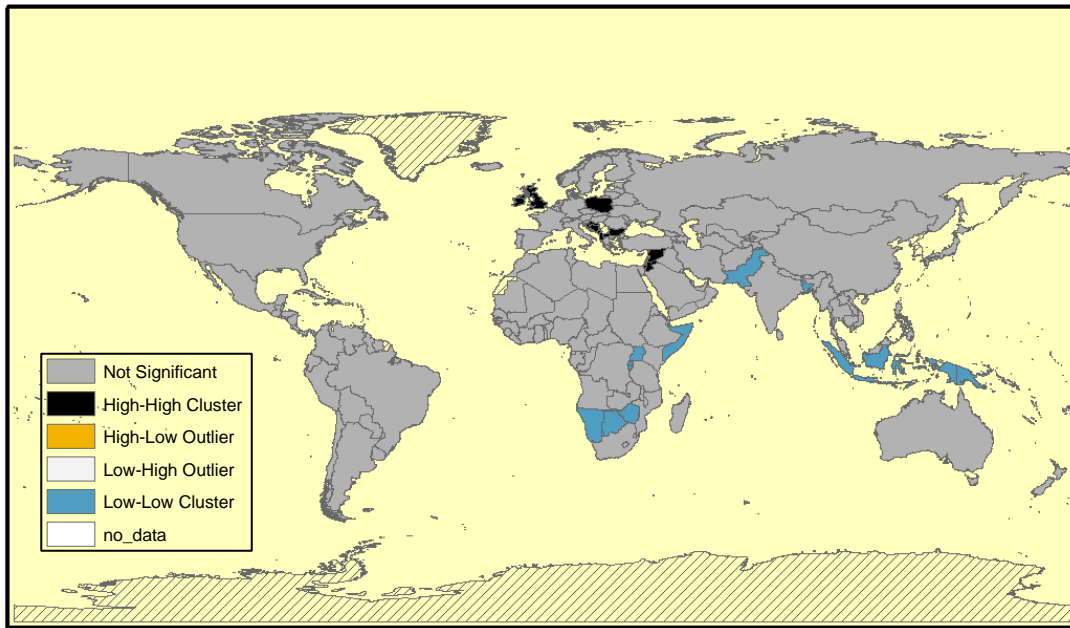 Not Significant
High-High Cluster
High-Low Outlier
Low-High Outlier
Low-Low Cluster
no_data